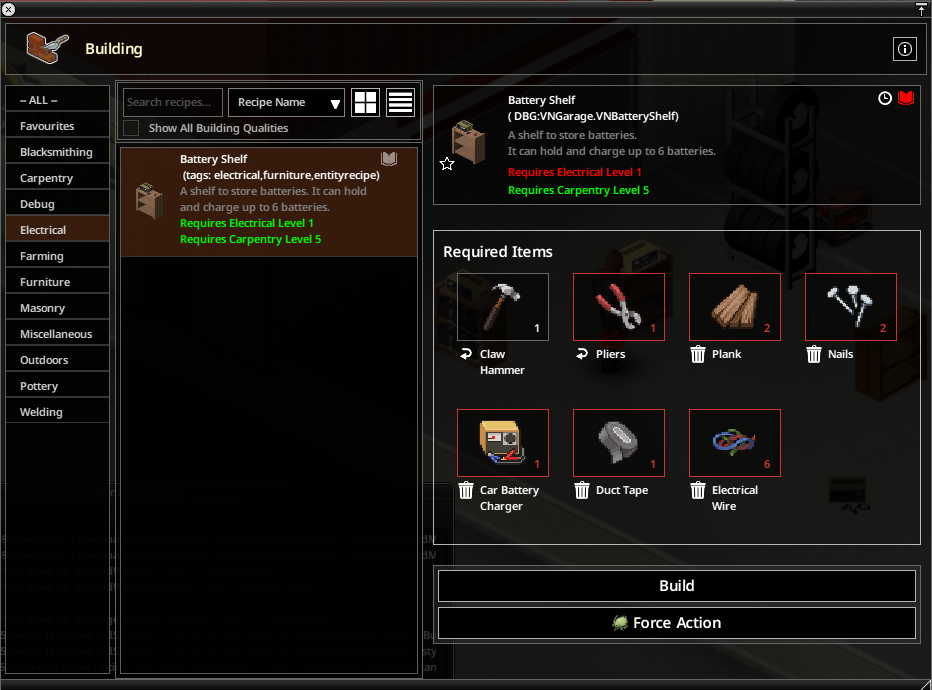 Building
-- ALL --
Favourites
Blacksmithing
Carpentry
Debug
Electrical
Farming
Furniture
Masonry
Miscellaneous
Outdoors
Pottery
Welding
Search recipes...
Recipe Name
Show All Building Qualities
Battery Shelf
(tags: electrical,furniture,entityrecipe)
A shelf to store batteries. It can hold
and charge up to 6 batteries.
Requires Electrical Level 1
Requires Carpentry Level 5
Battery Shelf
( DBG:VNGarage.VNBatteryShelf)
A shelf to store batteries.
It can hold and charge up to 6 batteries.
Requires Electrical Level 1
Requires Carpentry Level 5
Required Items
1
Claw
Hammer
1
Pliers
2
Plank
2
Nails
1
Car Battery
Charger
1
Duct Tape
6
Electrical
Wire
Build
Force Action